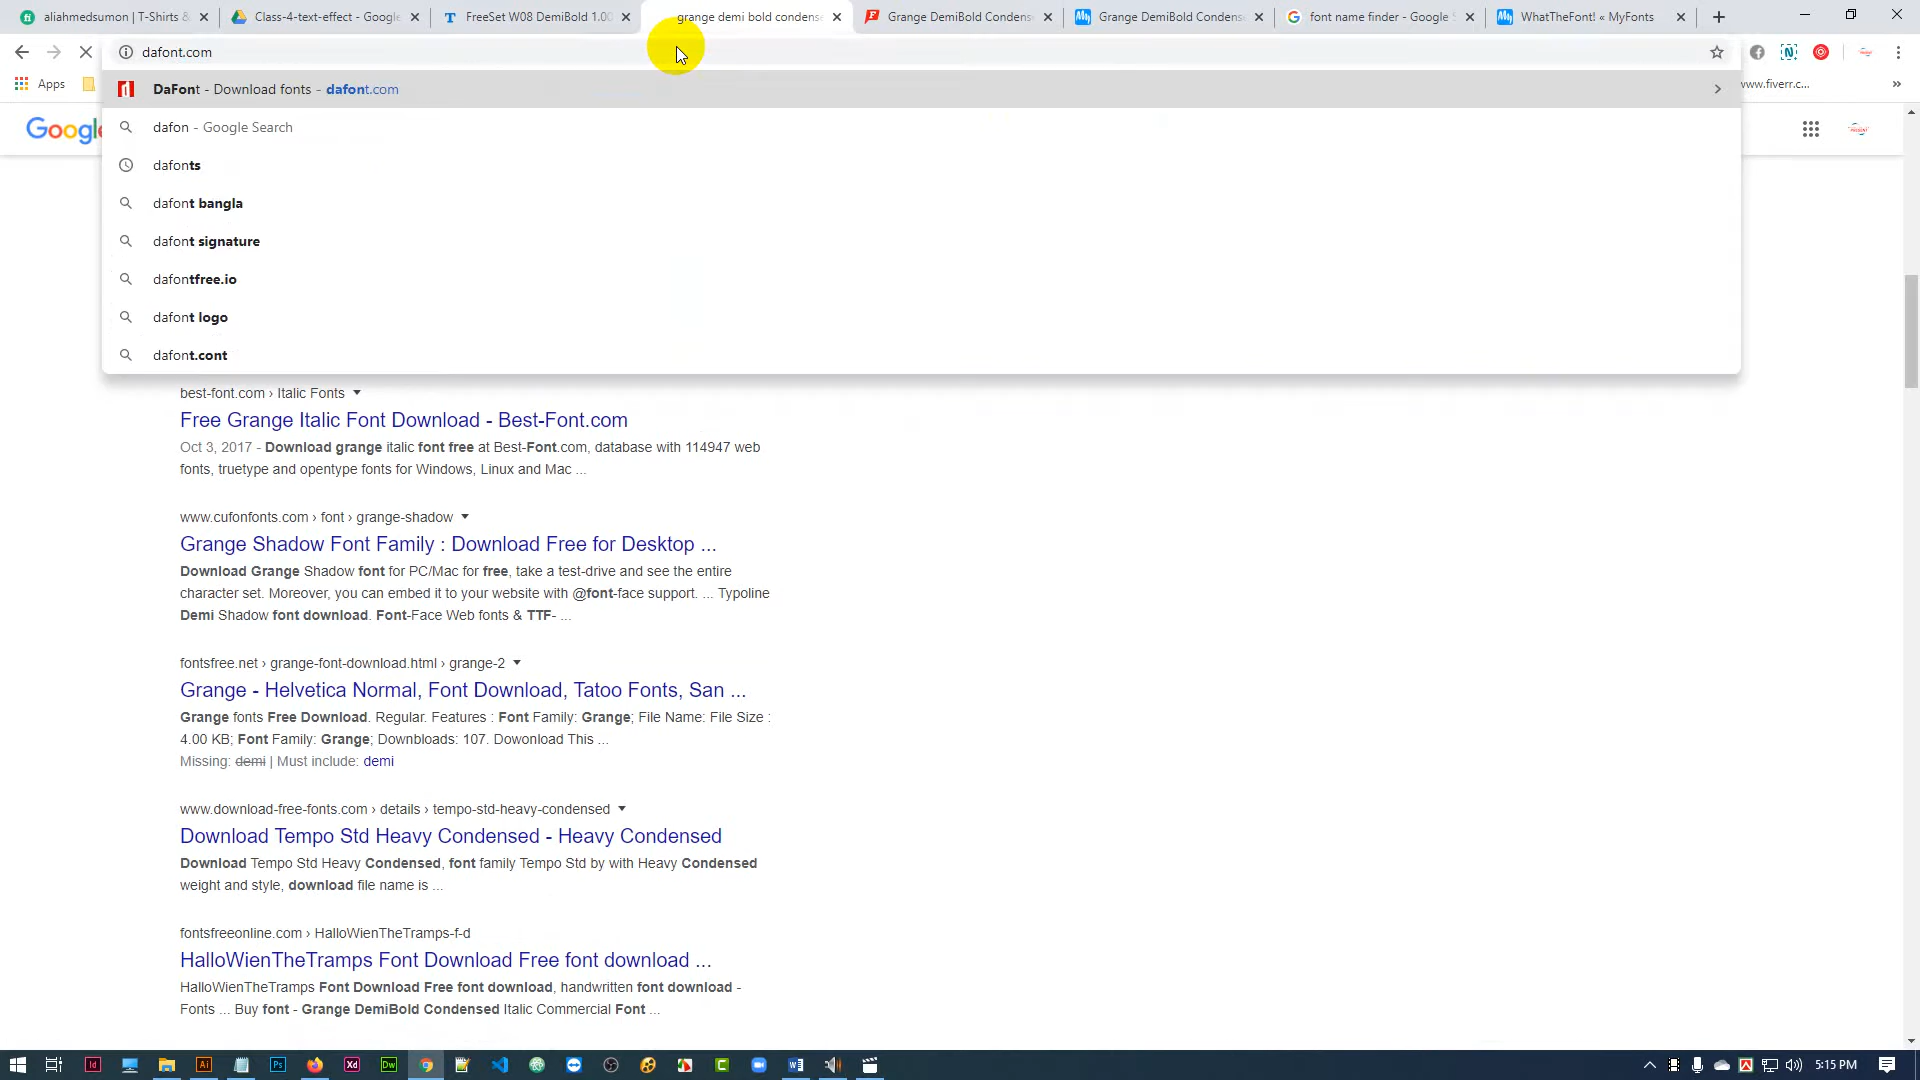 aliahmedsumon | T-Shirts &
Class-4-text-effect - Google
FreeSet W08 DemiBold 1.00
grange demi bold condense
Grange DemiBold Condens
Grange DemiBold Condens
font name finder - Google S
WhatTheFont! « MyFonts
dafont.com
Apps
www.fiverr.c...
DaFont - Download fonts - dafont.com
dafon - Google Search
dafonts
dafont bangla
dafont signature
dafontfree.io
dafont logo
dafont.cont
Google
best-font.com › Italic Fonts
Free Grange Italic Font Download - Best-Font.com
Oct 3, 2017 - Download grange italic font free at Best-Font.com, database with 114947 web
fonts, truetype and opentype fonts for Windows, Linux and Mac ...
www.cufonfonts.com › font › grange-shadow
Grange Shadow Font Family : Download Free for Desktop ...
Download Grange Shadow font for PC/Mac for free, take a test-drive and see the entire
character set. Moreover, you can embed it to your website with @font-face support. ... Typoline
Demi Shadow font download. Font-Face Web fonts & TTF- ...
fontsfree.net › grange-font-download.html › grange-2
Grange - Helvetica Normal, Font Download, Tatoo Fonts, San ...
Grange fonts Free Download. Regular. Features : Font Family: Grange; File Name: File Size :
4.00 KB; Font Family: Grange; Downbloads: 107. Dowonload This ...
Missing: demi | Must include: demi
www.download-free-fonts.com › details › tempo-std-heavy-condensed
Download Tempo Std Heavy Condensed - Heavy Condensed
Download Tempo Std Heavy Condensed, font family Tempo Std by with Heavy Condensed
weight and style, download file name is ...
fontsfreeonline.com › HalloWienTheTramps-f-d
HalloWienTheTramps Font Download Free font download ...
HalloWienTheTramps Font Download Free font download, handwritten font download -
Fonts ... Buy font - Grange DemiBold Condensed Italic Commercial Font ...
5:15 PM